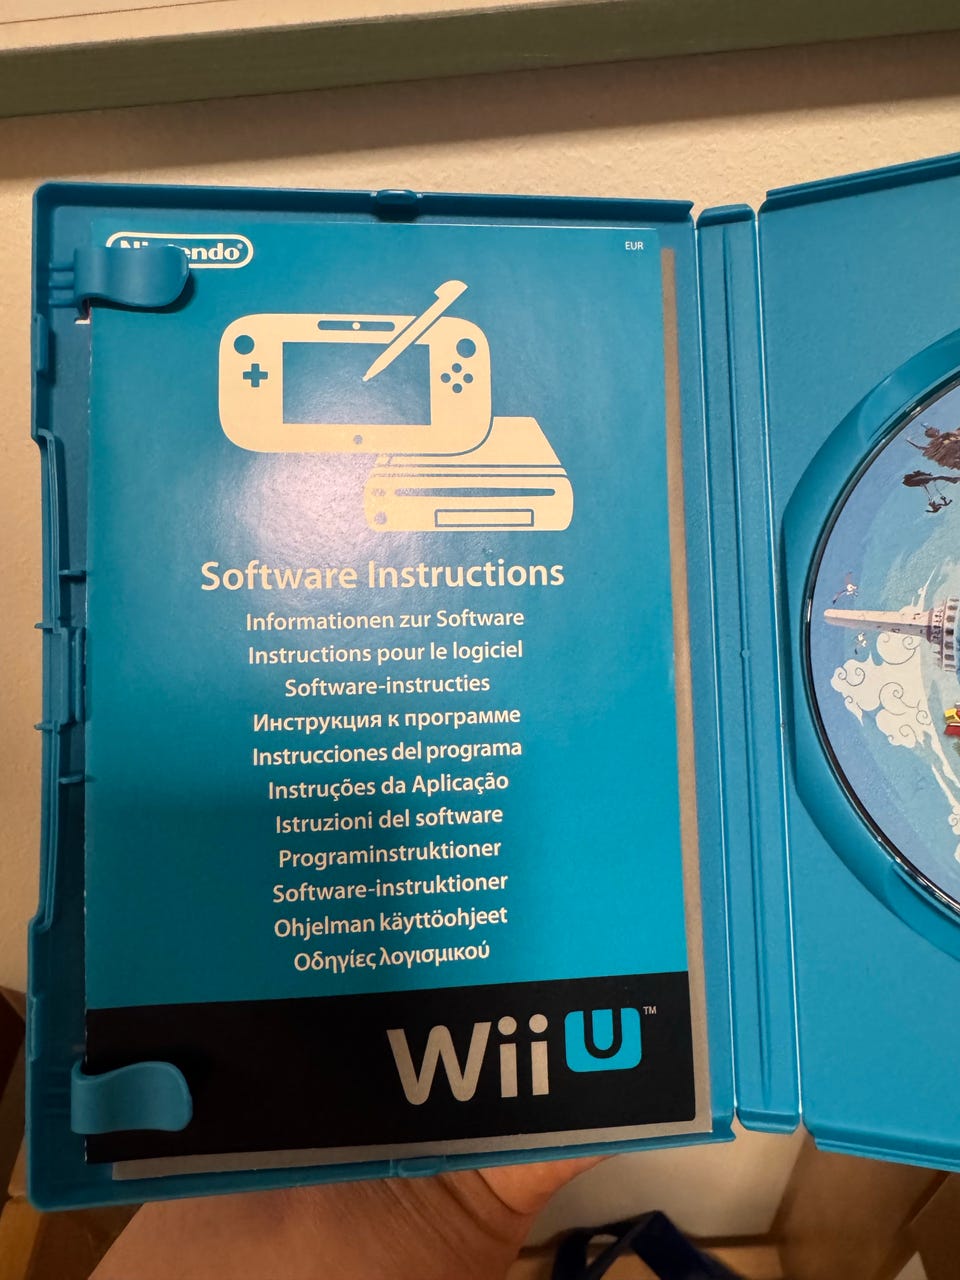 Nintendo®
EUR
Software Instructions
Informationen zur Software
Instructions pour le logiciel
Software-instructies
Инструкция к программе
Instrucciones del programa
Instruções da Aplicação
Istruzioni del software
Programinstruktioner
Software-instruktioner
Ohjelman käyttöohjeet
Οδηγίες λογισμικού
Wii U™